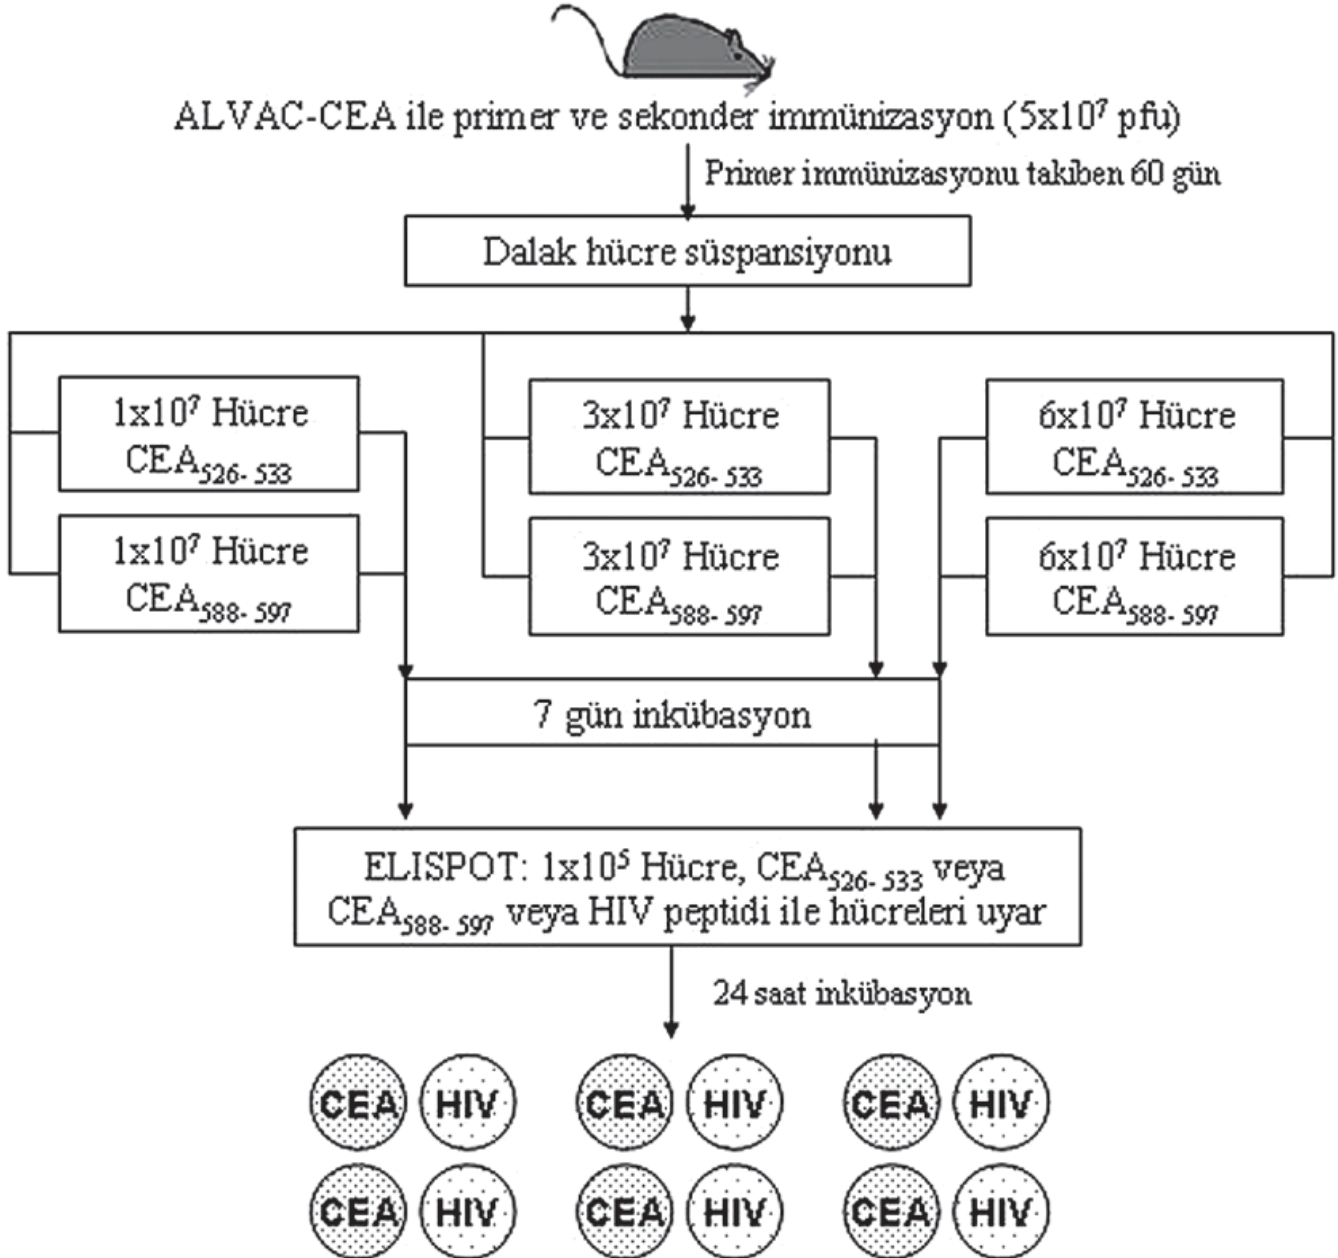 ALVAC-CEA ile primer ve sekonder immünizasyon (5x10⁷ pfu)
Primer immünizasyonu takiben 60 gün
Dalak hücre süspansiyonu
1x10⁷ Hücre
CEA₅₂₆₋ ₅₃₃
3x10⁷ Hücre
CEA₅₂₆₋ ₅₃₃
6x10⁷ Hücre
CEA₅₂₆₋ ₅₃₃
1x10⁷ Hücre
CEA₅₈₈₋ ₅₉₇
3x10⁷ Hücre
CEA₅₈₈₋ ₅₉₇
6x10⁷ Hücre
CEA₅₈₈₋ ₅₉₇
7 gün inkübasyon
ELISPOT: 1x10⁵ Hücre, CEA₅₂₆₋ ₅₃₃ veya
CEA₅₈₈₋ ₅₉₇ veya HIV peptidi ile hücreleri uyar
24 saat inkübasyon
CEA HIV CEA HIV CEA HIV
CEA HIV CEA HIV CEA HIV